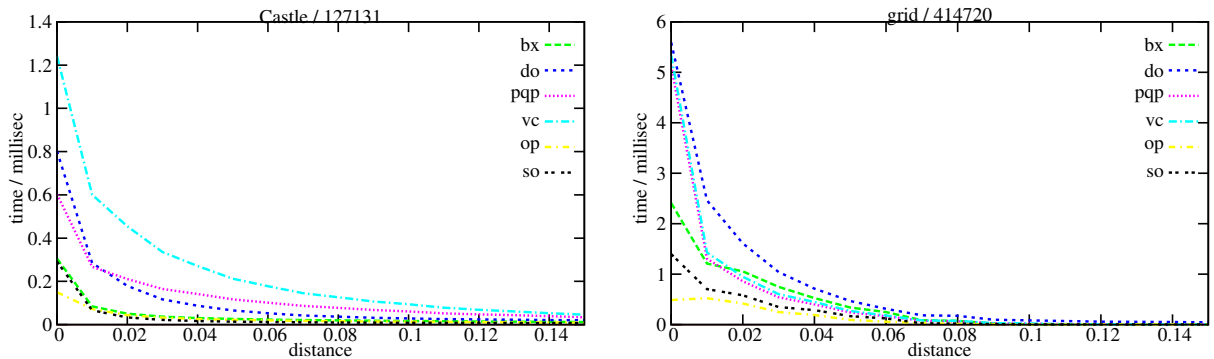 Castle / 127131
time / millisec
1.4
1.2
1
0.8
0.6
0.4
0.2
0
bx
do
pqp
vc
op
so
0 0.02 0.04 0.06 0.08 0.1 0.12 0.14
distance
grid / 414720
time / millisec
6
5
4
3
2
1
0
bx
do
pqp
vc
op
so
0 0.02 0.04 0.06 0.08 0.1 0.12 0.14
distance